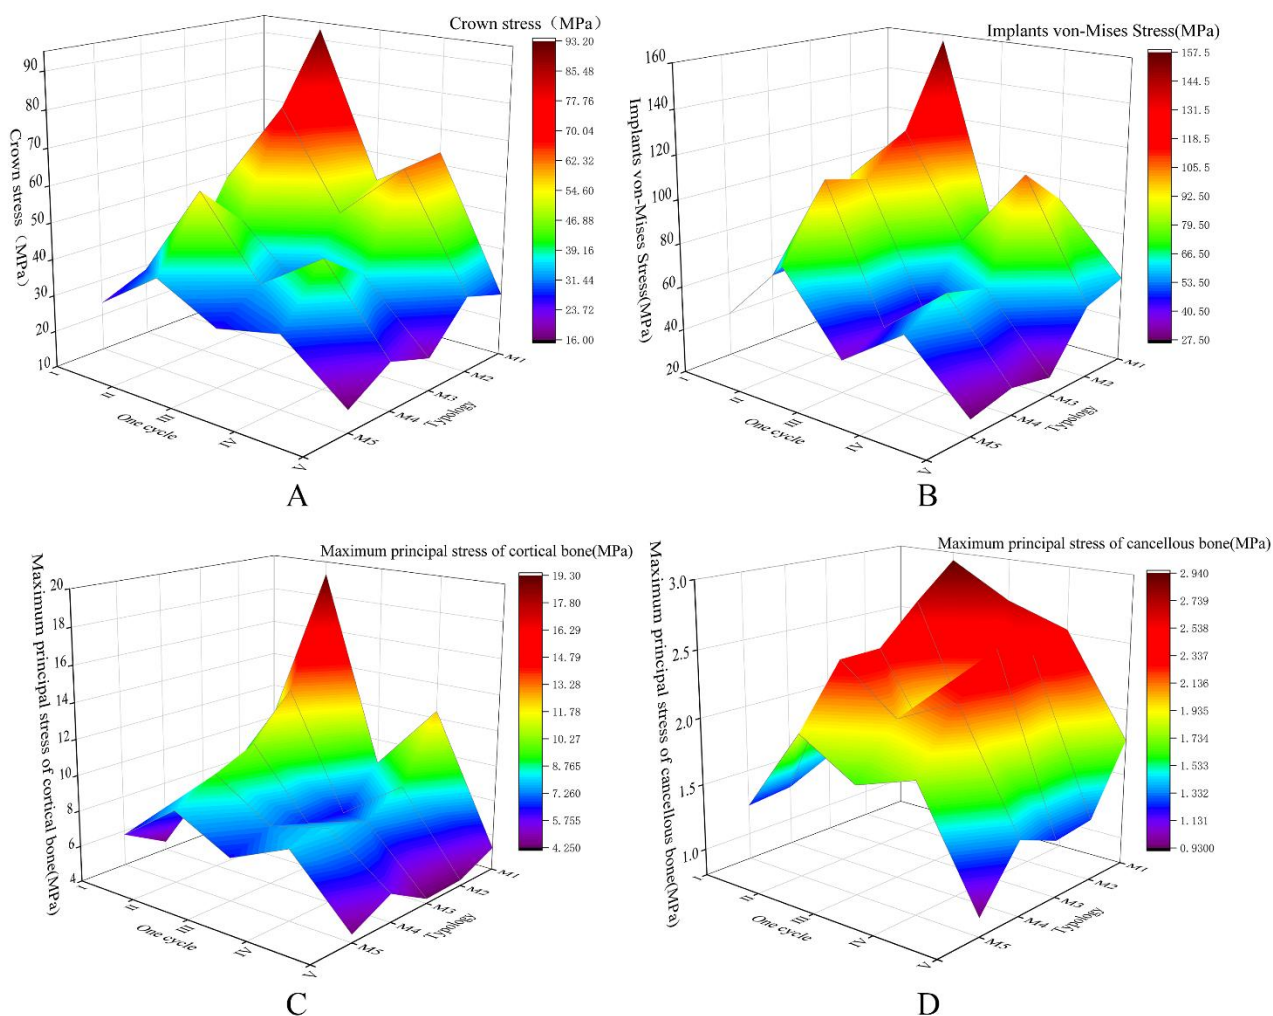 Crown stress（MPa）
93.20
85.48
77.76
70.04
62.32
54.60
46.88
39.16
31.44
23.72
16.00
Crown stress（MPa）
90
80
70
60
50
40
30
20
10
I
II
III
IV
V
One cycle
M1
M2
M3
M4
M5
Typology
A
Implants von-Mises Stress(MPa)
157.5
144.5
131.5
118.5
105.5
92.50
79.50
66.50
53.50
40.50
27.50
Implants von-Mises Stress(MPa)
160
140
120
100
80
60
40
20
I
II
III
IV
V
One cycle
M1
M2
M3
M4
M5
Typology
B
Maximum principal stress of cortical bone(MPa)
19.30
17.80
16.29
14.79
13.28
11.78
10.27
8.765
7.260
5.755
4.250
Maximum principal stress of cortical bone(MPa)
20
18
16
14
12
10
8
6
4
I
II
III
IV
V
One cycle
M1
M2
M3
M4
M5
Typology
C
Maximum principal stress of cancellous bone(MPa)
2.940
2.739
2.538
2.337
2.136
1.935
1.734
1.533
1.332
1.131
0.9300
Maximum principal stress of cancellous bone(MPa)
3.0
2.5
2.0
1.5
1.0
I
II
III
IV
V
One cycle
M1
M2
M3
M4
M5
Typology
D